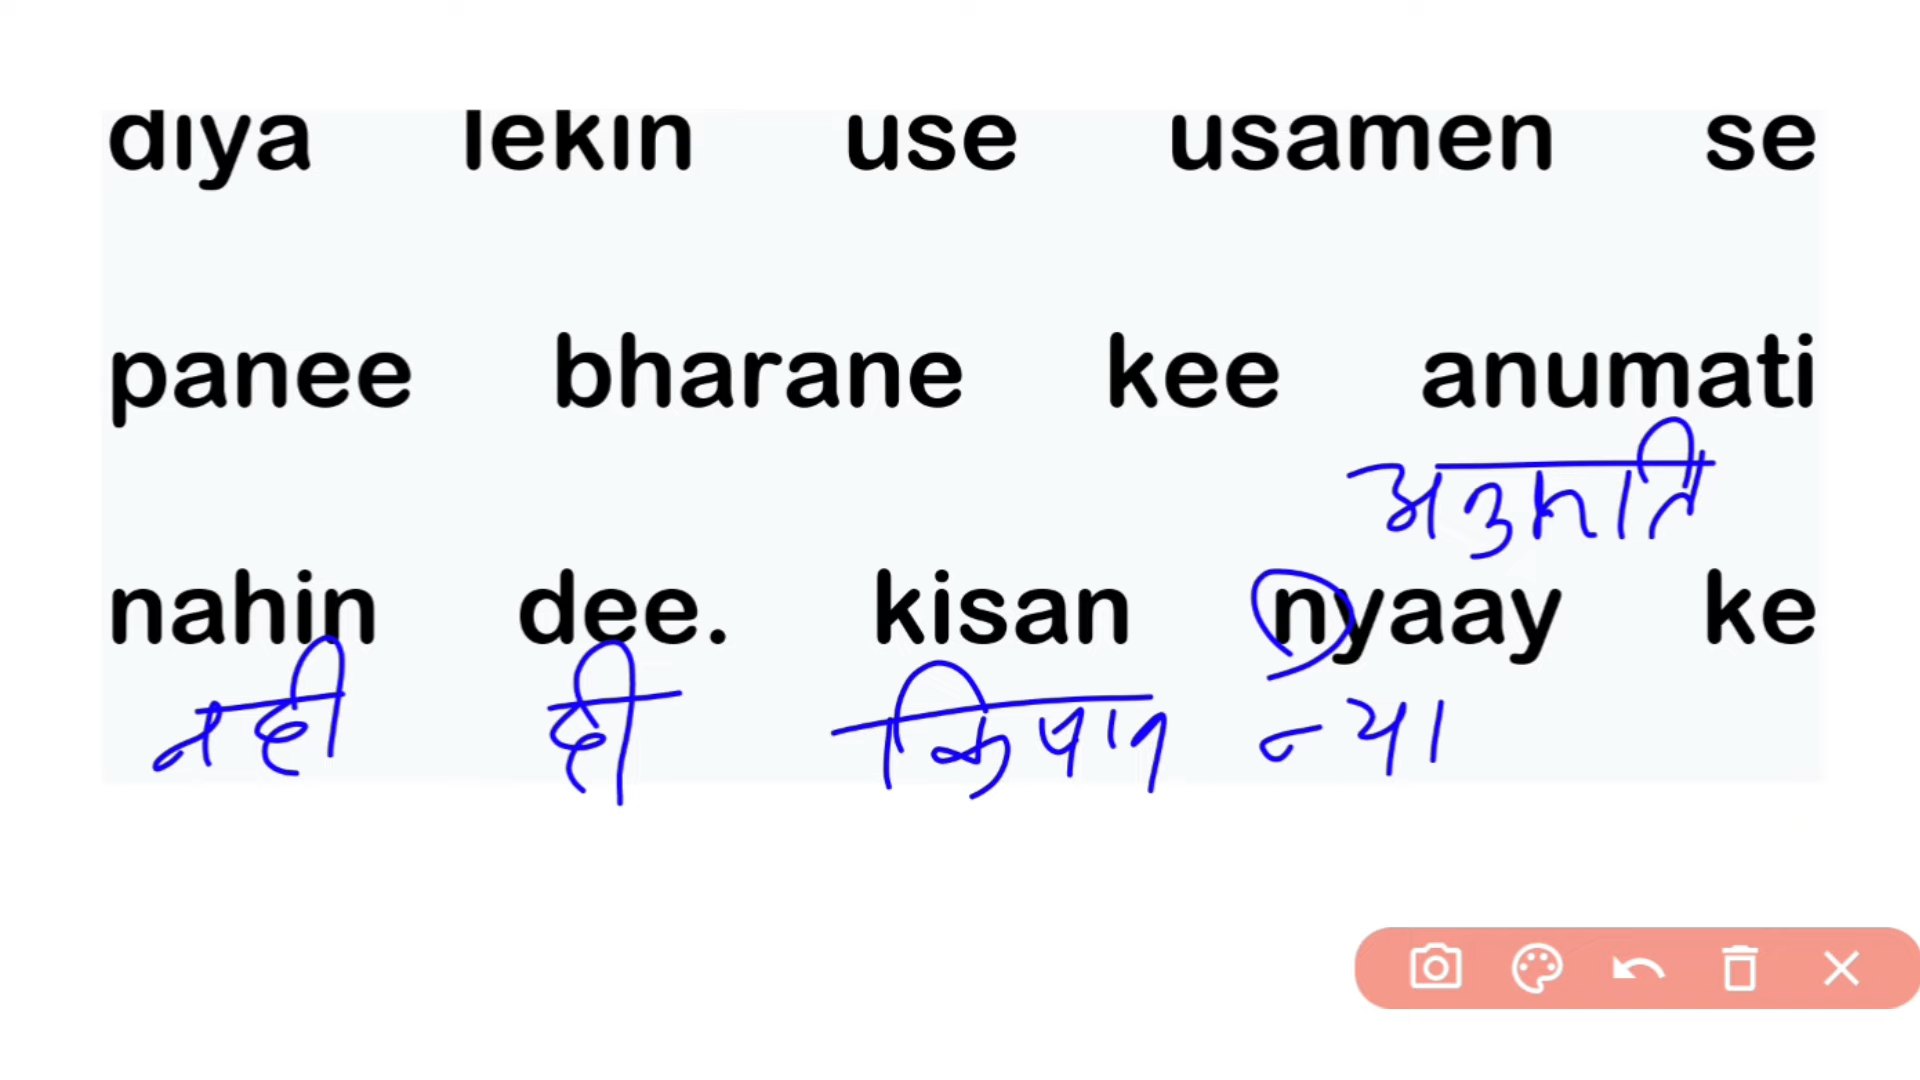 diya lekin use usamen se
panee bharane kee anumati
अनुमति
nahin dee. kisan nyaay ke
नही दी किसान न्या